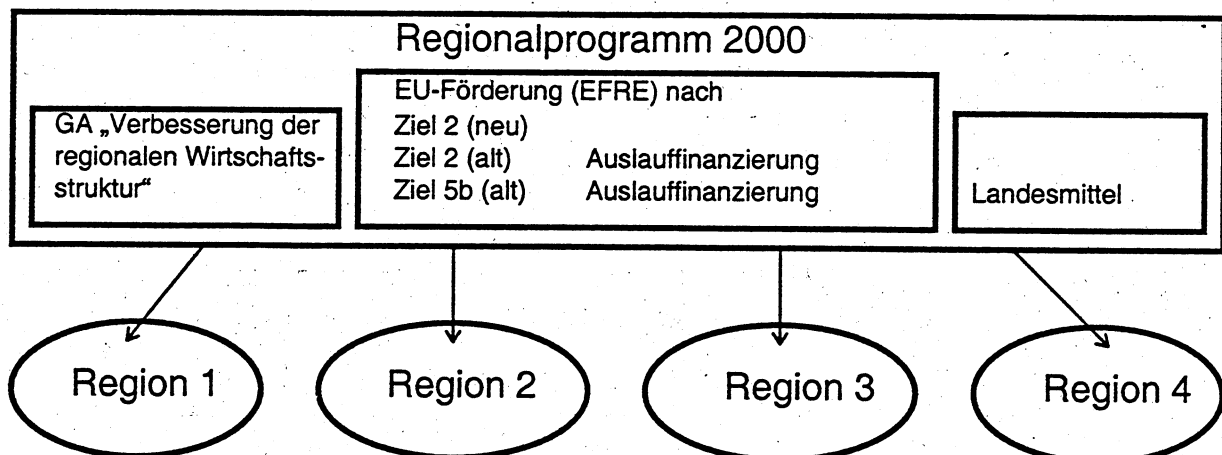 Regionalprogramm 2000
GA „Verbesserung der
regionalen Wirtschafts-
struktur“
EU-Förderung (EFRE) nach
Ziel 2 (neu)
Ziel 2 (alt) Auslauffinanzierung
Ziel 5b (alt) Auslauffinanzierung
Landesmittel
Region 1
Region 2
Region 3
Region 4